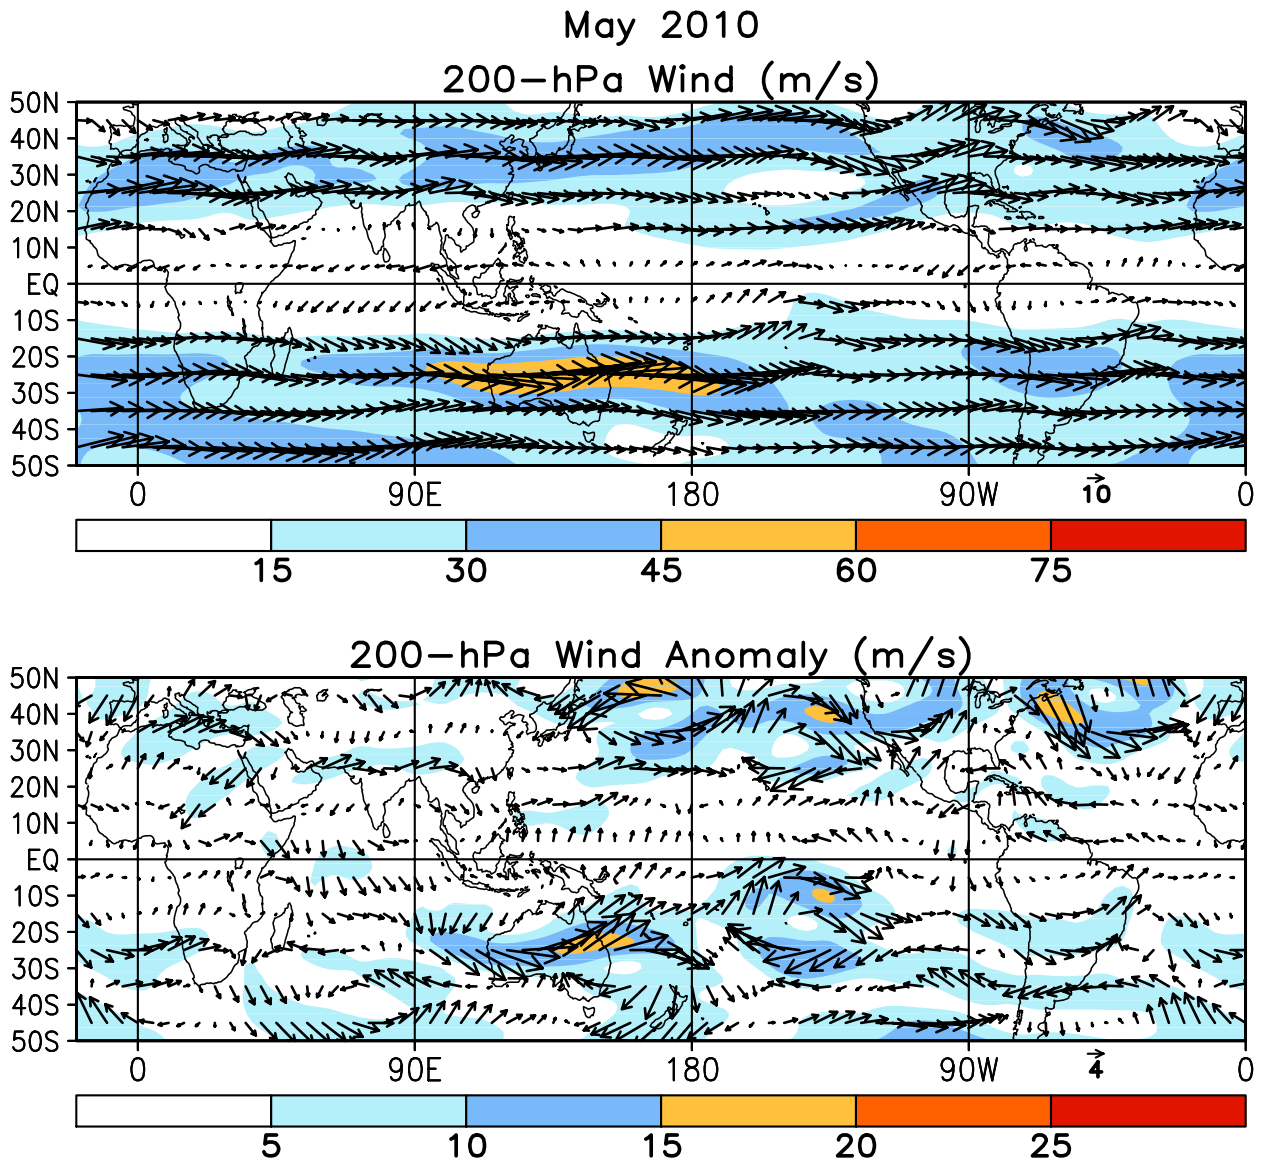 May 2010
200-hPa Wind (m/s)
50N
40N
30N
20N
10N
EQ
10S
20S
30S
40S
50S
0 90E 180 90W 10 0
15 30 45 60 75
200-hPa Wind Anomaly (m/s)
50N
40N
30N
20N
10N
EQ
10S
20S
30S
40S
50S
0 90E 180 90W 4 0
5 10 15 20 25